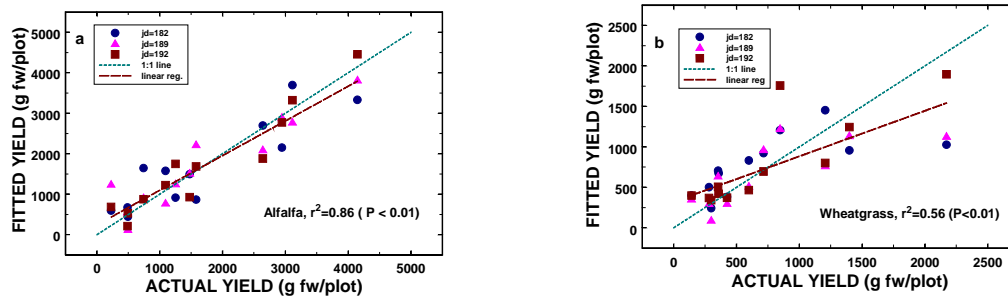 a
jd=182
jd=189
jd=192
1:1 line
linear reg.
FITTED YIELD (g fw/plot)
5000
4000
3000
2000
1000
0
Alfalfa, r²=0.86 ( P < 0.01)
0 1000 2000 3000 4000 5000
ACTUAL YIELD (g fw/plot)
b
jd=182
jd=189
jd=192
1:1 line
linear reg
FITTED YIELD (g fw/plot)
2500
2000
1500
1000
500
0
Wheatgrass, r²=0.56 (P<0.01)
0 500 1000 1500 2000 2500
ACTUAL YIELD (g fw/plot)